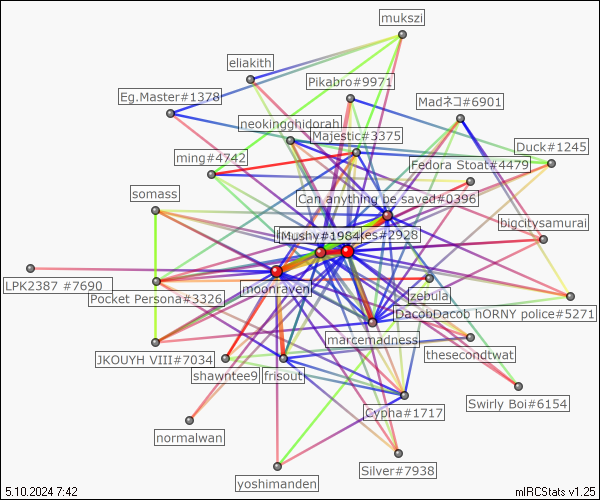 mukszi
eliakith
Pikabro#9971
Eg.Master#1378
Madネコ#6901
neokingghidorah
Majestic#3375
Duck#1245
ming#4742
Fedora Stoat#4479
somass
Can anything be saved#0396
bigcitysamurai
Mushy#1984
tes#2928
LPK2387 #7690
moonraven
Pocket Persona#3326
zebula
DacobDacob hORNY police#5271
marcemadness
JKOUYH VIII#7034
thesecondtwat
shawntee9
frisout
Cypha#1717
Swirly Boi#6154
normalwan
Silver#7938
yoshimanden
5.10.2024 7:42
mIRCStats v1.25